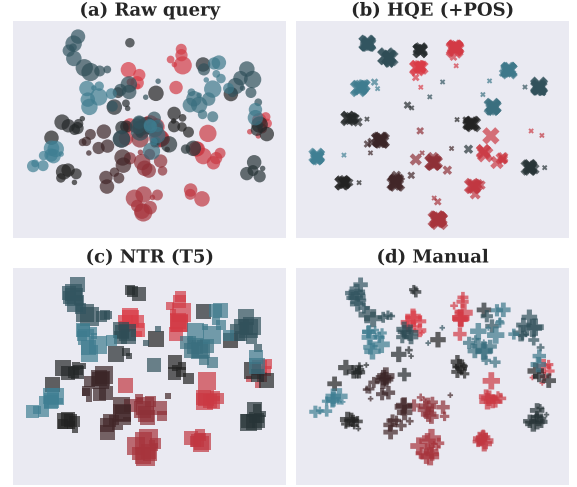 (a) Raw query
(b) HQE (+POS)
(c) NTR (T5)
(d) Manual